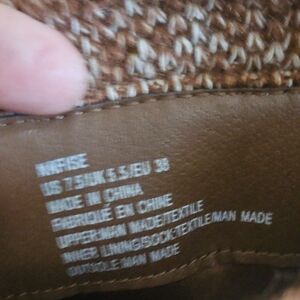 US 7.5/UK 5.5/EU 38
MADE IN CHINA
FABRIQUÉ EN CHINE
UPPER:MAN MADE/TEXTILE
INNER LINING/SOCK:TEXTILE/MAN MADE
OUTSOLE:MAN MADE